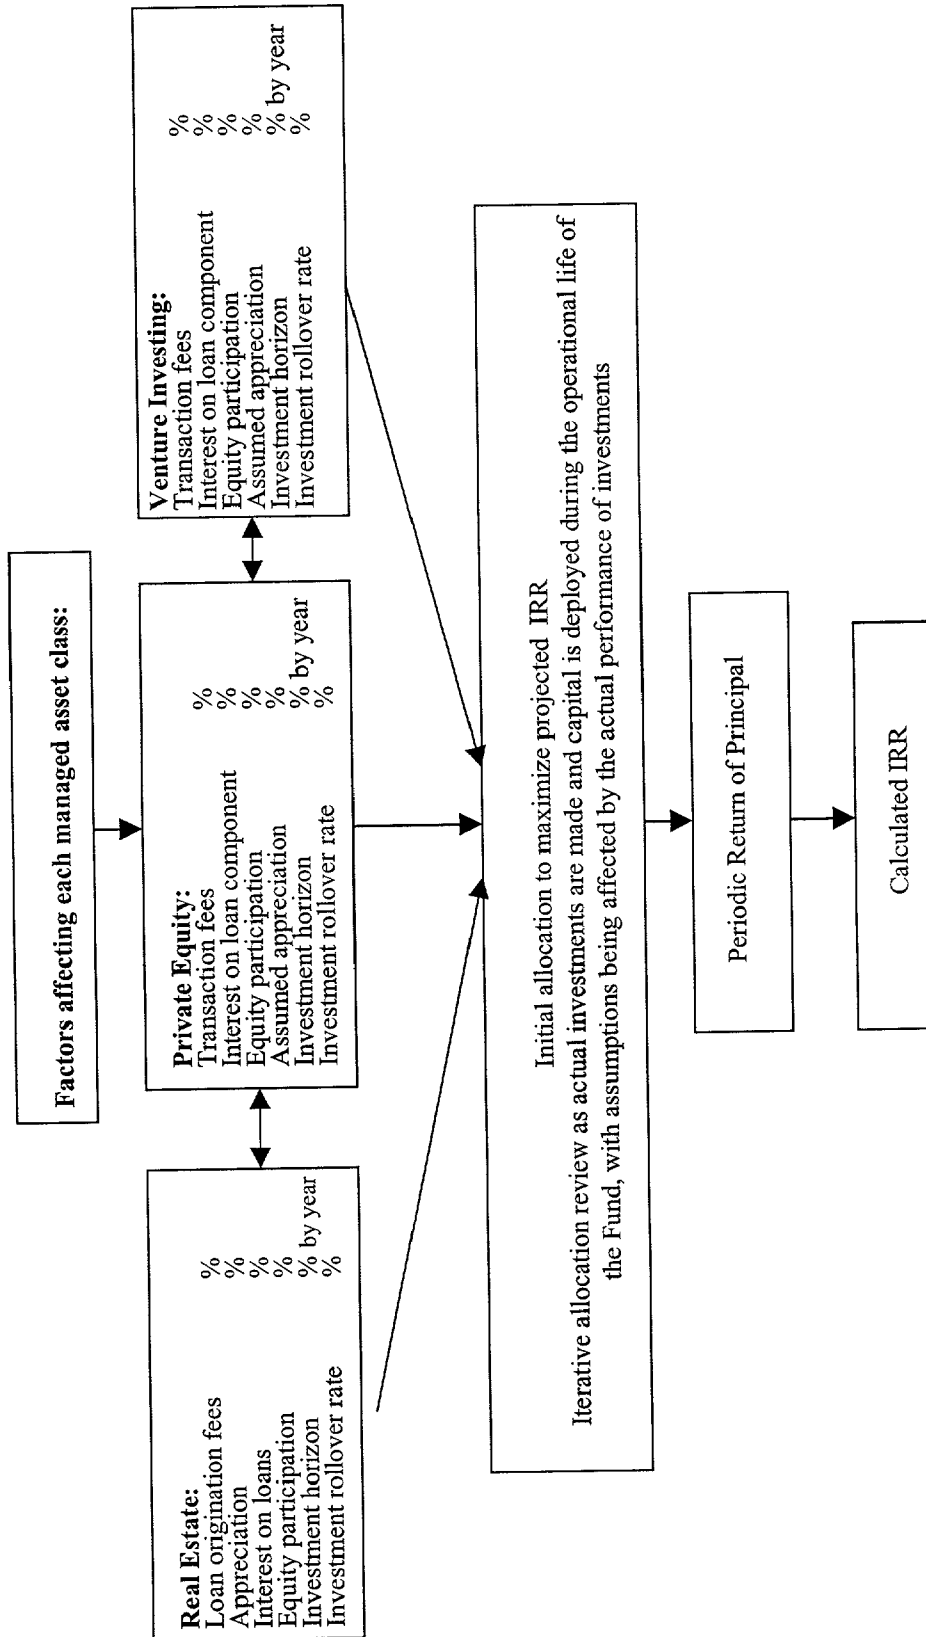 Factors affecting each managed asset class:
Real Estate:
Loan origination fees %
Appreciation %
Interest on loans %
Equity participation %
Investment horizon % by year
Investment rollover rate %
Private Equity:
Transaction fees %
Interest on loan component %
Equity participation %
Assumed appreciation %
Investment horizon % by year
Investment rollover rate %
Venture Investing:
Transaction fees %
Interest on loan component %
Equity participation %
Assumed appreciation %
Investment horizon % by year
Investment rollover rate %
Initial allocation to maximize projected IRR
Iterative allocation review as actual investments are made and capital is deployed during the operational life of
the Fund, with assumptions being affected by the actual performance of investments
Periodic Return of Principal
Calculated IRR